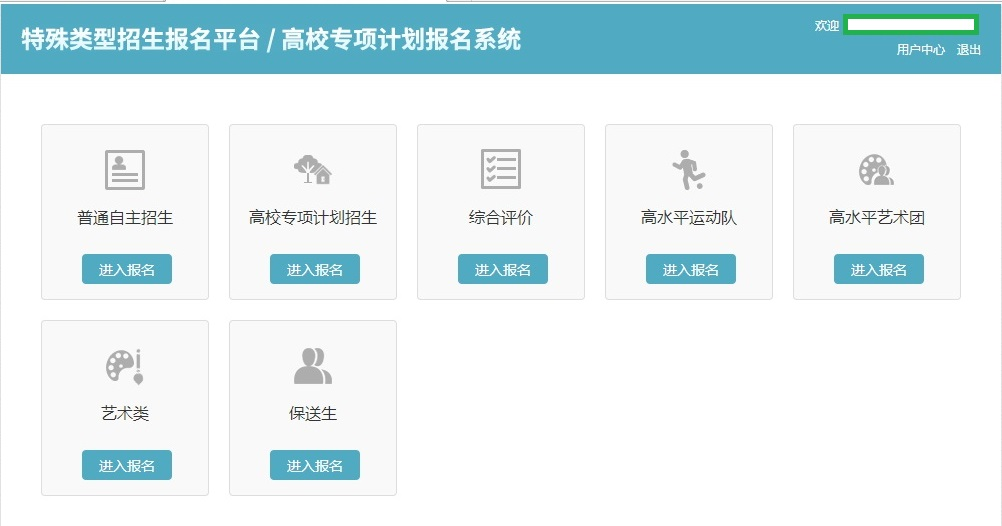 特殊类型招生报名平台 / 高校专项计划报名系统
欢迎
用户中心 退出
普通自主招生 高校专项计划招生 综合评价 高水平运动队 高水平艺术团
进入报名 进入报名 进入报名 进入报名 进入报名
艺术类 保送生
进入报名 进入报名